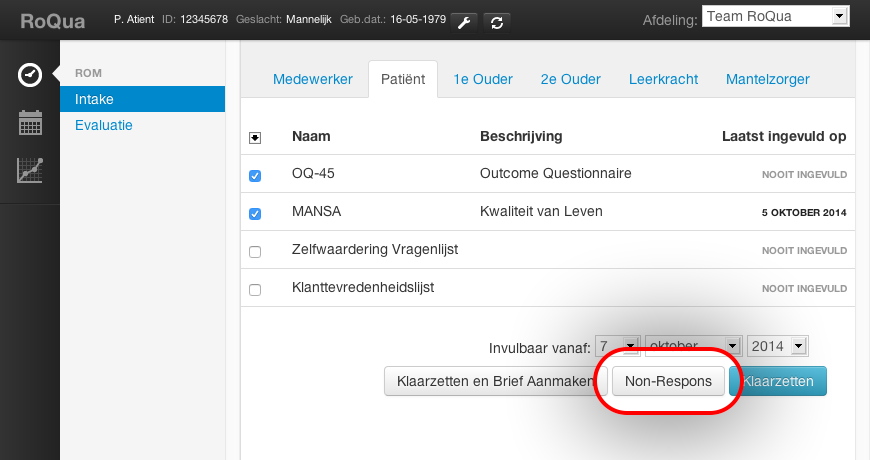 RoQua P. Atient ID: 12345678 Geslacht: Mannelijk Geb.dat.: 16-05-1979 Afdeling: Team RoQua
ROM
Intake
Evaluatie
Medewerker Patiënt 1e Ouder 2e Ouder Leerkracht Mantelzorger
Naam Beschrijving Laatst ingevuld op
OQ-45 Outcome Questionnaire NOOIT INGEVULD
MANSA Kwaliteit van Leven 5 OKTOBER 2014
Zelfwaardering Vragenlijst NOOIT INGEVULD
Klanttevredenheidslijst NOOIT INGEVULD
Invulbaar vanaf: 7 oktober 2014
Klaarzetten en Brief Aanmaken Non-Respons Klaarzetten